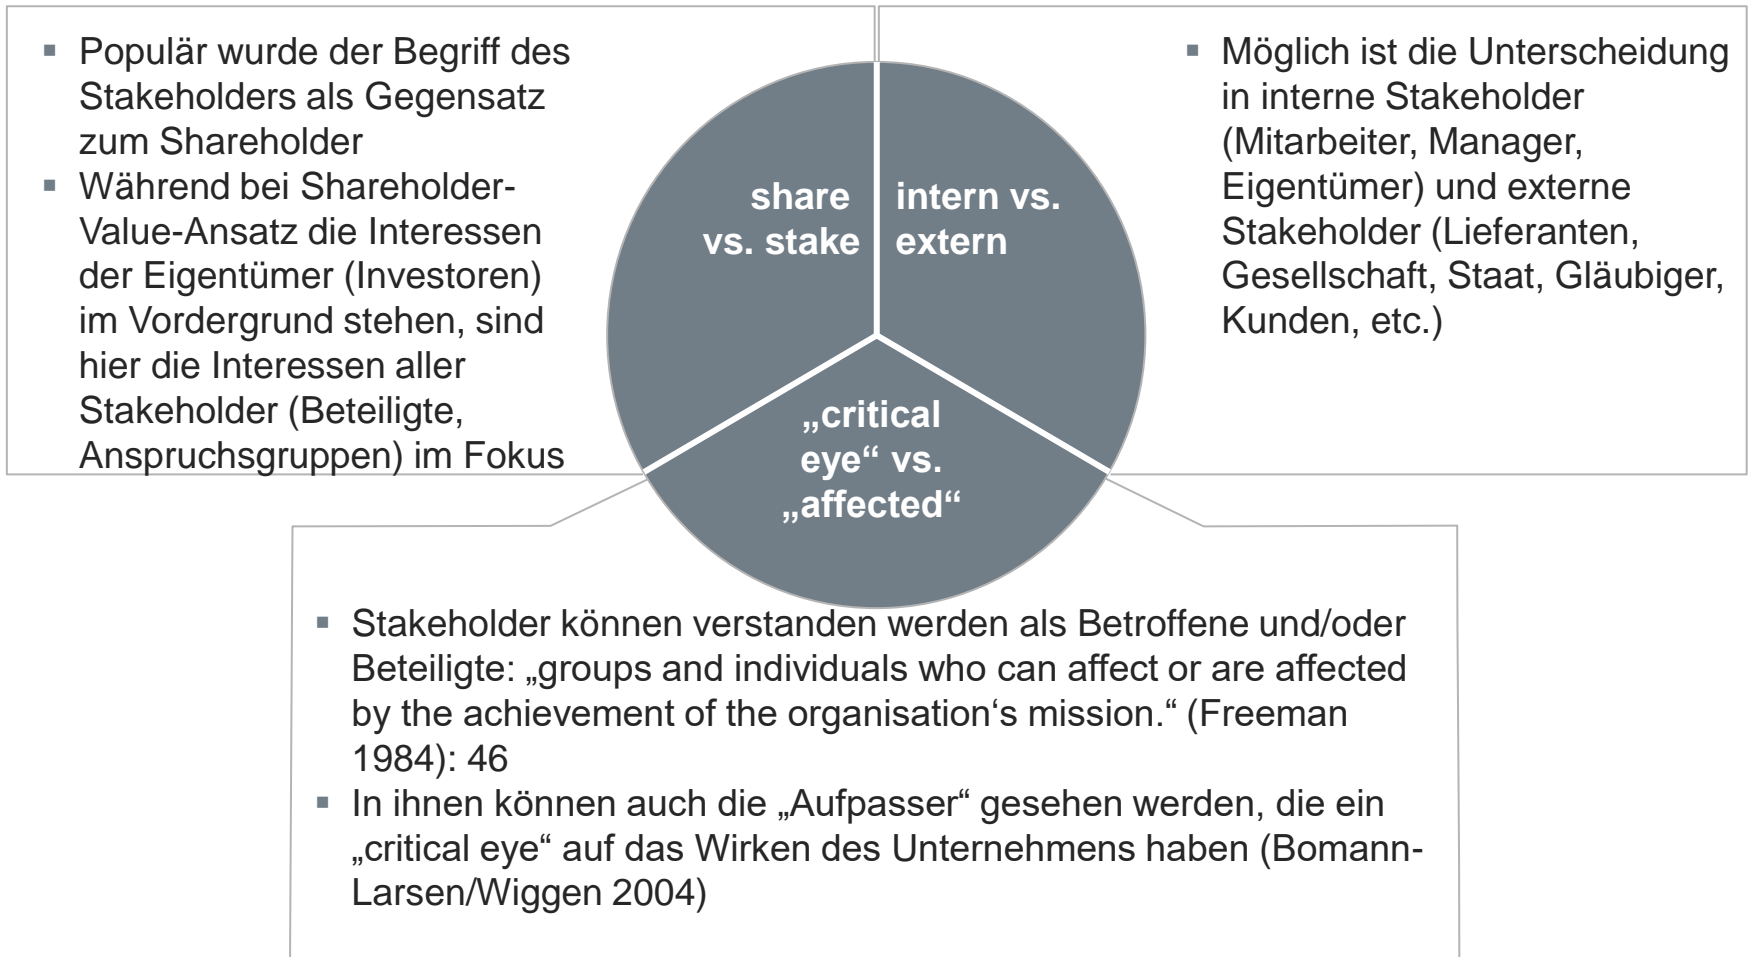 ▪ Populär wurde der Begriff des
Stakeholders als Gegensatz
zum Shareholder
▪ Während bei Shareholder-
Value-Ansatz die Interessen
der Eigentümer (Investoren)
im Vordergrund stehen, sind
hier die Interessen aller
Stakeholder (Beteiligte,
Anspruchsgruppen) im Fokus
share
vs. stake
intern vs.
extern
▪ Möglich ist die Unterscheidung
in interne Stakeholder
(Mitarbeiter, Manager,
Eigentümer) und externe
Stakeholder (Lieferanten,
Gesellschaft, Staat, Gläubiger,
Kunden, etc.)
„critical
eye“ vs.
„affected“
▪ Stakeholder können verstanden werden als Betroffene und/oder
Beteiligte: „groups and individuals who can affect or are affected
by the achievement of the organisation‘s mission.“ (Freeman
1984): 46
▪ In ihnen können auch die „Aufpasser“ gesehen werden, die ein
„critical eye“ auf das Wirken des Unternehmens haben (Bomann-
Larsen/Wiggen 2004)